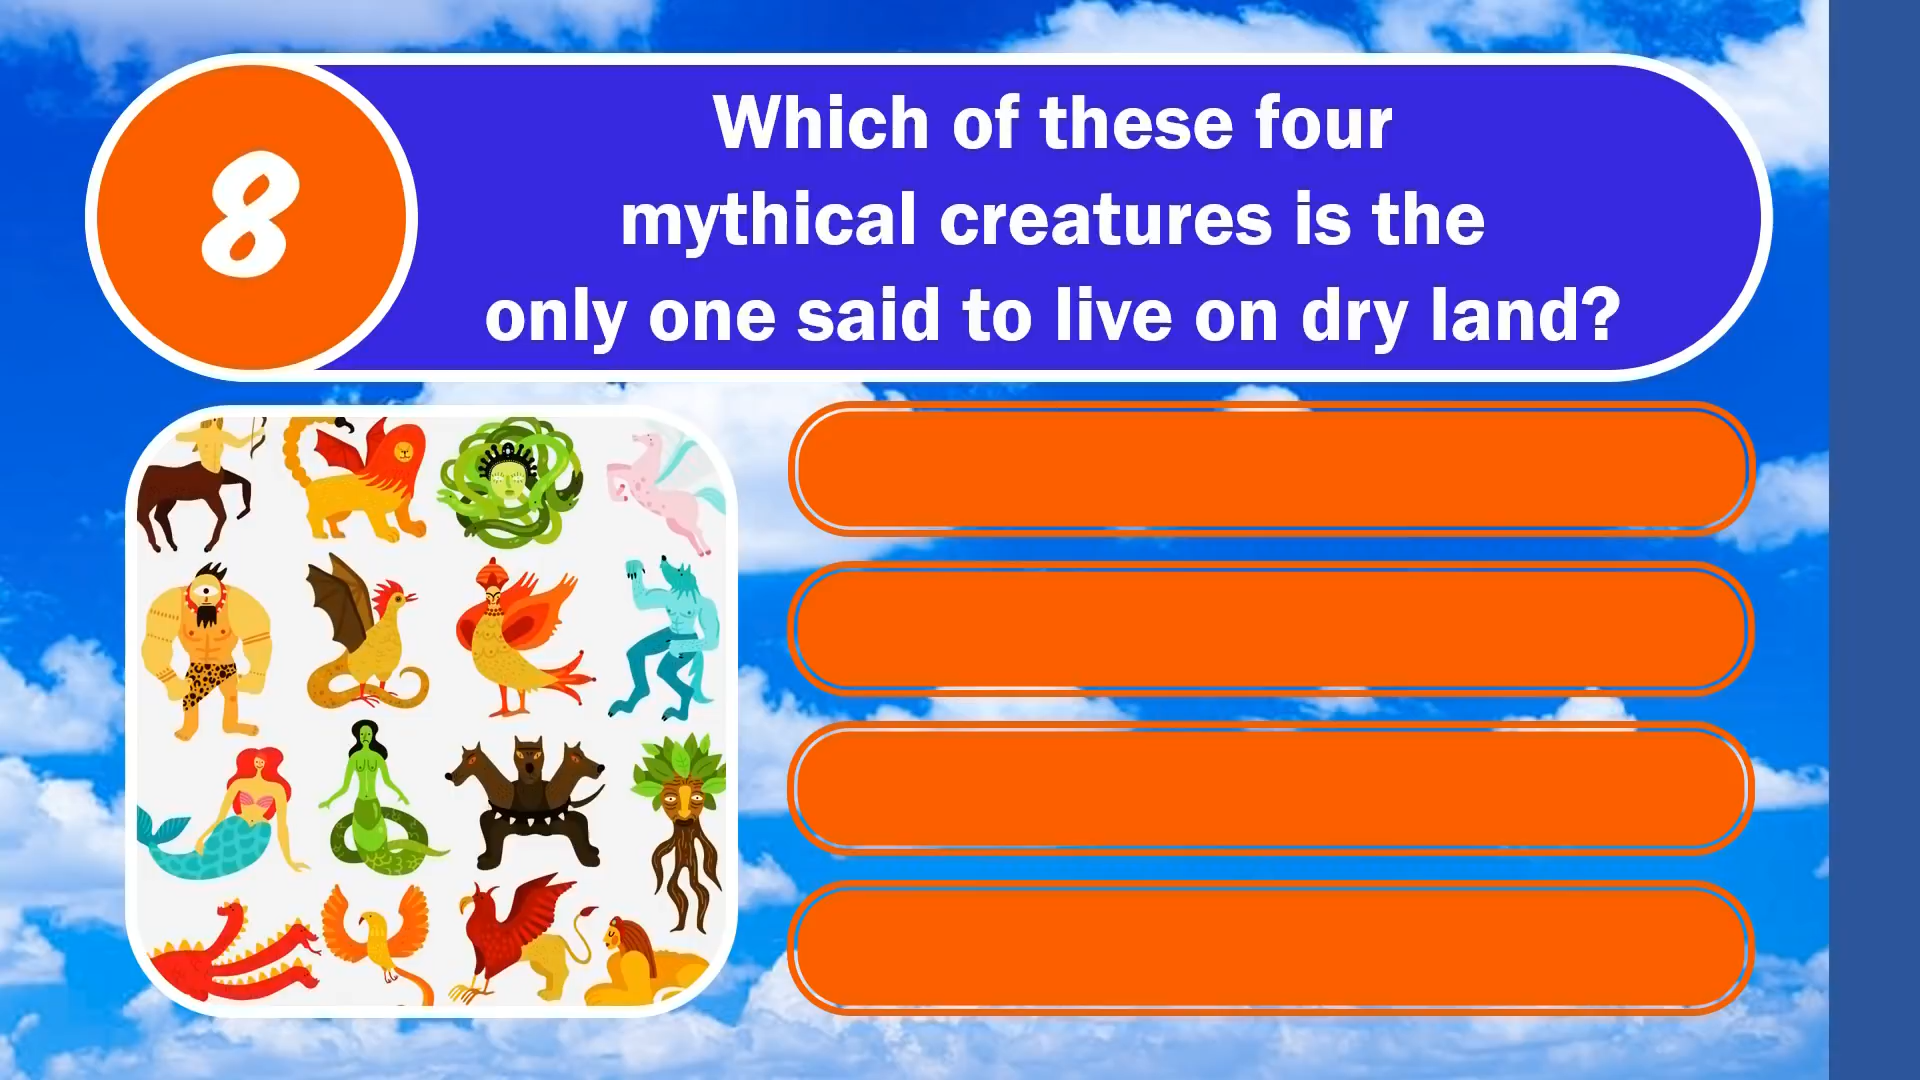 8
Which of these four
mythical creatures is the
only one said to live on dry land?